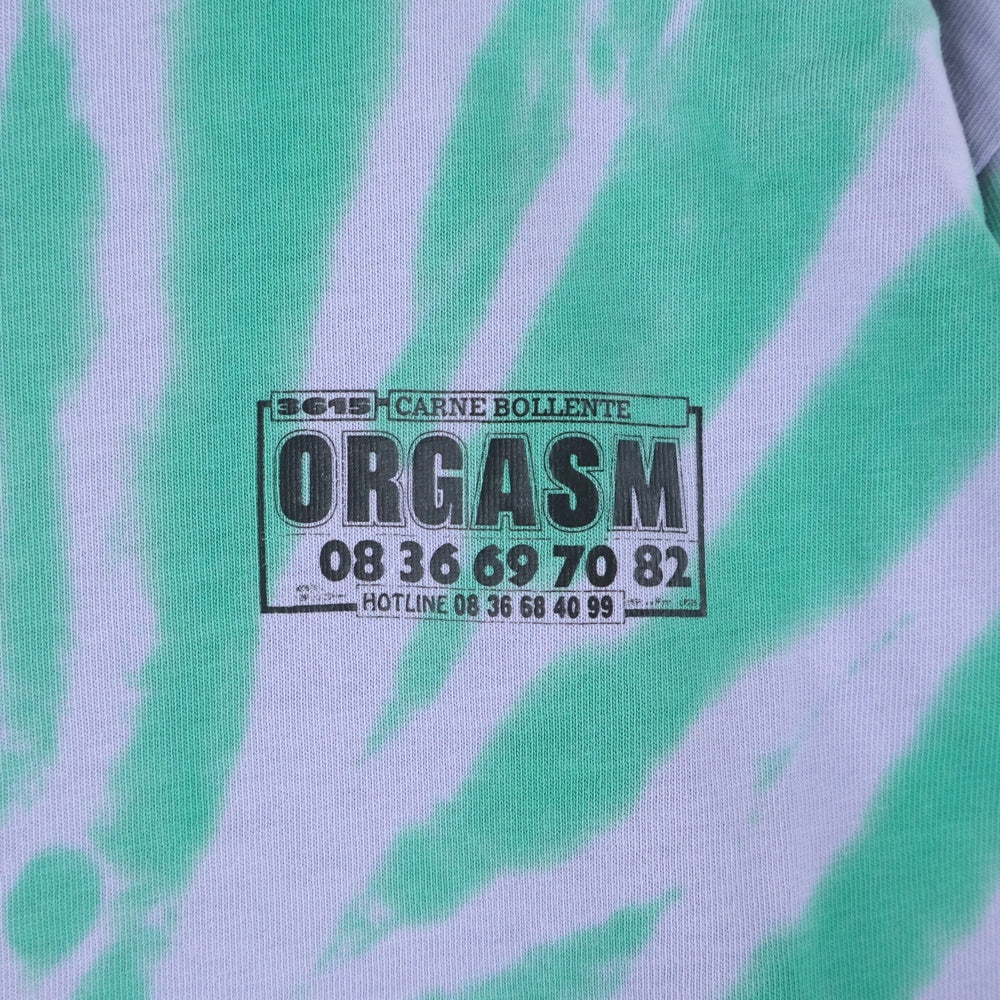 3615 CARNE BOLLENTE
ORGASM
08 36 69 70 82
HOTLINE 08 36 68 40 99